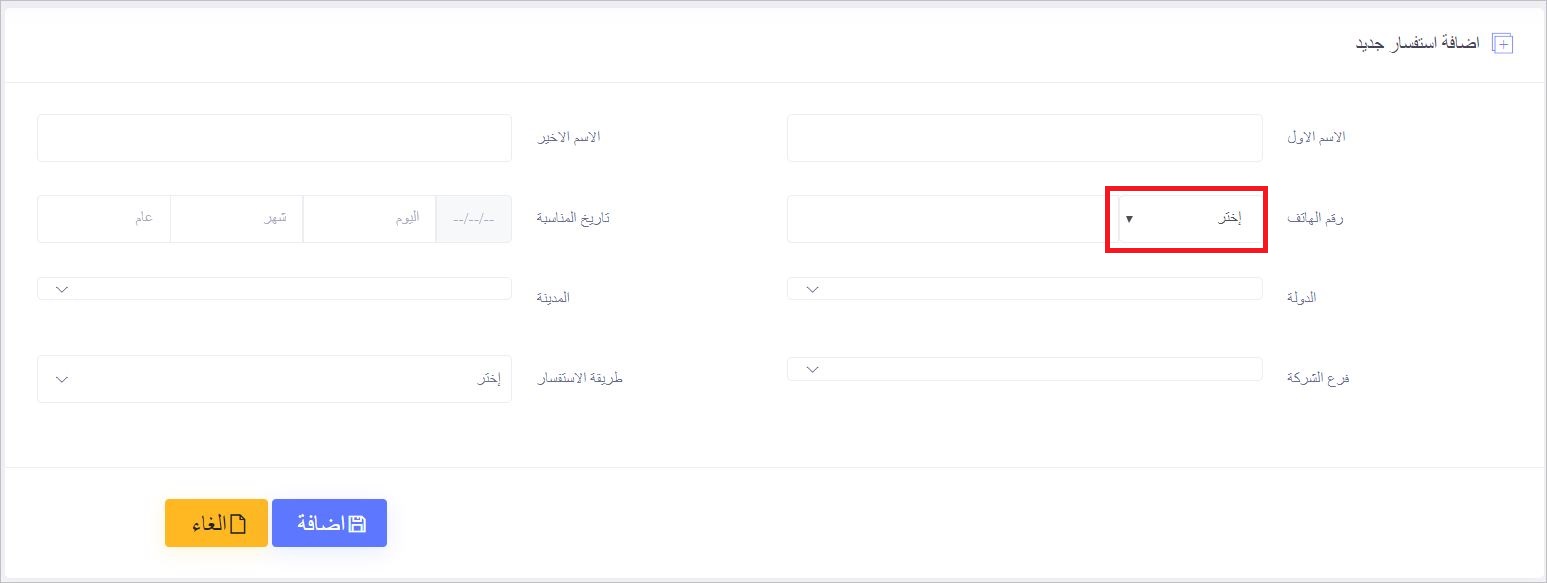 اضافة استفسار جديد
الاسم الاول
الاسم الاخير
رقم الهاتف إختر
تاريخ المناسبة --/--/-- اليوم شهر عام
الدولة
المدينة
فرع الشركة
طريقة الاستفسار إختر
اضافة الغاء